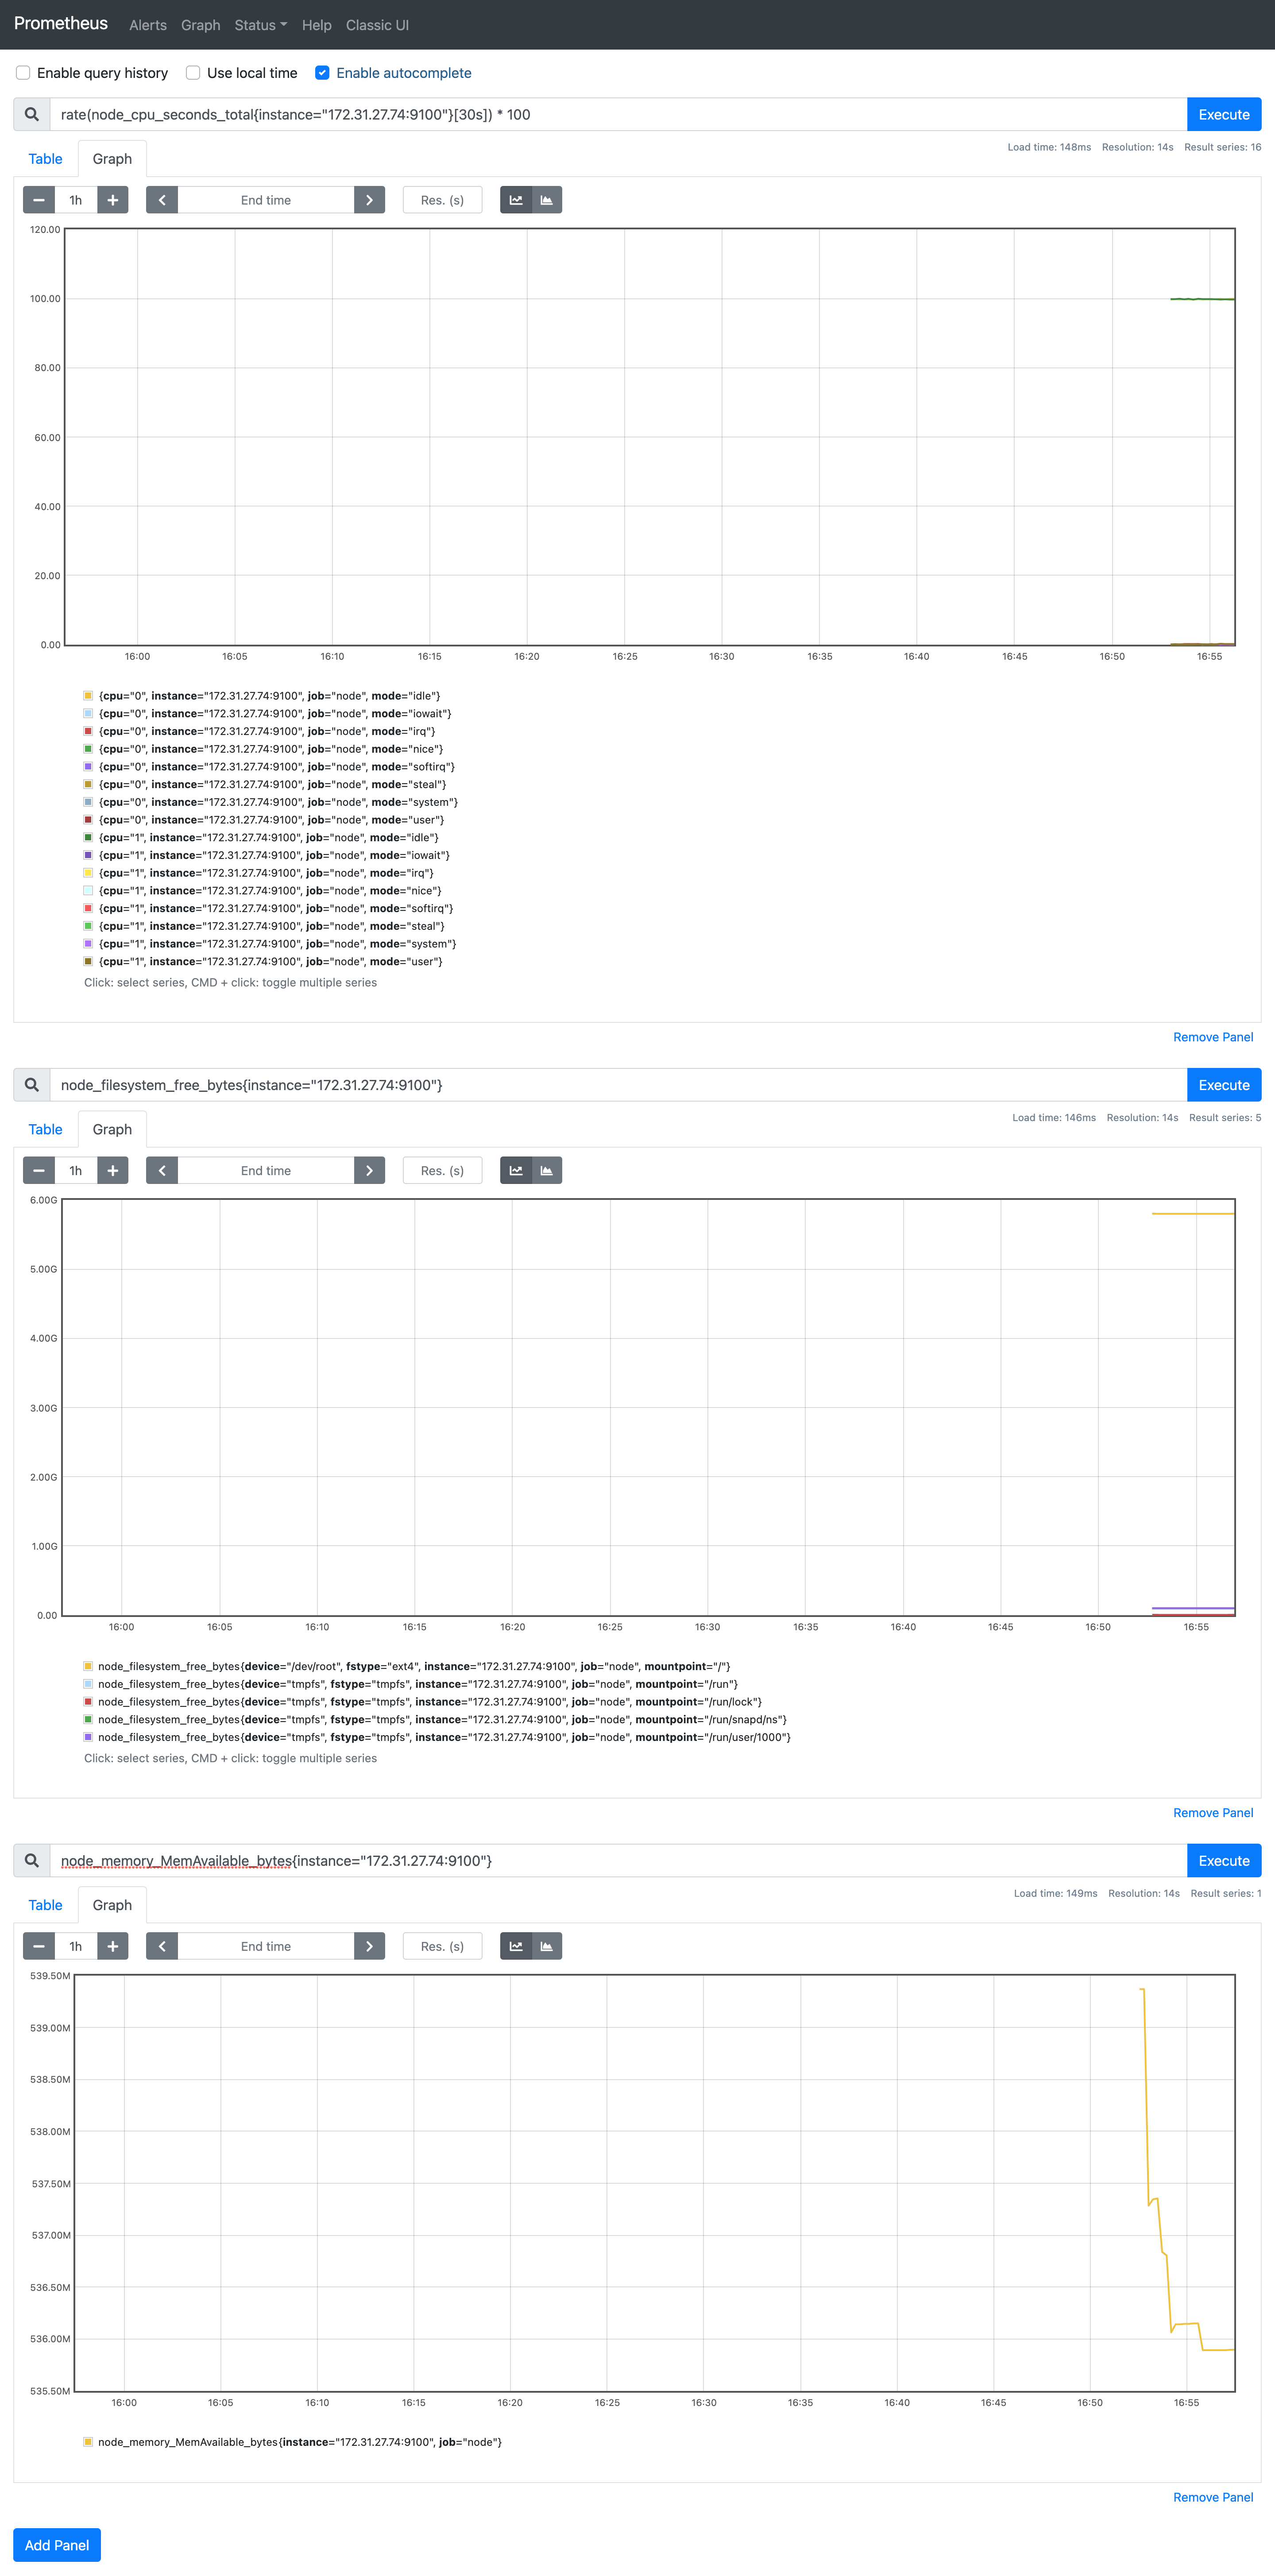 Prometheus Alerts Graph Status Help Classic UI
Enable query history Use local time Enable autocomplete
rate(node_cpu_seconds_total{instance="172.31.27.74:9100"}[30s]) * 100 Execute
Load time: 148ms Resolution: 14s Result series: 16
Table Graph
1h End time Res. (s)
120.00
100.00
80.00
60.00
40.00
20.00
0.00
16:00 16:05 16:10 16:15 16:20 16:25 16:30 16:35 16:40 16:45 16:50 16:55
{cpu="0", instance="172.31.27.74:9100", job="node", mode="idle"}
{cpu="0", instance="172.31.27.74:9100", job="node", mode="iowait"}
{cpu="0", instance="172.31.27.74:9100", job="node", mode="irq"}
{cpu="0", instance="172.31.27.74:9100", job="node", mode="nice"}
{cpu="0", instance="172.31.27.74:9100", job="node", mode="softirq"}
{cpu="0", instance="172.31.27.74:9100", job="node", mode="steal"}
{cpu="0", instance="172.31.27.74:9100", job="node", mode="system"}
{cpu="0", instance="172.31.27.74:9100", job="node", mode="user"}
{cpu="1", instance="172.31.27.74:9100", job="node", mode="idle"}
{cpu="1", instance="172.31.27.74:9100", job="node", mode="iowait"}
{cpu="1", instance="172.31.27.74:9100", job="node", mode="irq"}
{cpu="1", instance="172.31.27.74:9100", job="node", mode="nice"}
{cpu="1", instance="172.31.27.74:9100", job="node", mode="softirq"}
{cpu="1", instance="172.31.27.74:9100", job="node", mode="steal"}
{cpu="1", instance="172.31.27.74:9100", job="node", mode="system"}
{cpu="1", instance="172.31.27.74:9100", job="node", mode="user"}
Click: select series, CMD + click: toggle multiple series
Remove Panel
node_filesystem_free_bytes{instance="172.31.27.74:9100"} Execute
Load time: 146ms Resolution: 14s Result series: 5
Table Graph
1h End time Res. (s)
6.00G
5.00G
4.00G
3.00G
2.00G
1.00G
0.00
16:00 16:05 16:10 16:15 16:20 16:25 16:30 16:35 16:40 16:45 16:50 16:55
node_filesystem_free_bytes{device="/dev/root", fstype="ext4", instance="172.31.27.74:9100", job="node", mountpoint="/"}
node_filesystem_free_bytes{device="tmpfs", fstype="tmpfs", instance="172.31.27.74:9100", job="node", mountpoint="/run"}
node_filesystem_free_bytes{device="tmpfs", fstype="tmpfs", instance="172.31.27.74:9100", job="node", mountpoint="/run/lock"}
node_filesystem_free_bytes{device="tmpfs", fstype="tmpfs", instance="172.31.27.74:9100", job="node", mountpoint="/run/snapd/ns"}
node_filesystem_free_bytes{device="tmpfs", fstype="tmpfs", instance="172.31.27.74:9100", job="node", mountpoint="/run/user/1000"}
Click: select series, CMD + click: toggle multiple series
Remove Panel
node_memory_MemAvailable_bytes{instance="172.31.27.74:9100"} Execute
Load time: 149ms Resolution: 14s Result series: 1
Table Graph
1h End time Res. (s)
539.50M
539.00M
538.50M
538.00M
537.50M
537.00M
536.50M
536.00M
535.50M
16:00 16:05 16:10 16:15 16:20 16:25 16:30 16:35 16:40 16:45 16:50 16:55
node_memory_MemAvailable_bytes{instance="172.31.27.74:9100", job="node"}
Remove Panel
Add Panel